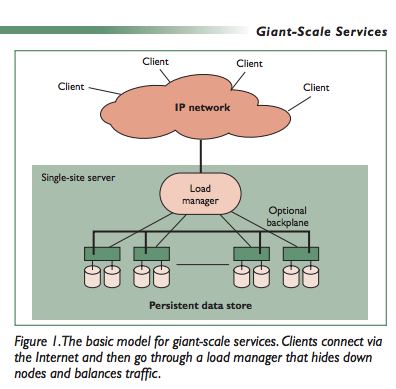 Giant-Scale Services
Client
Client
Client
Client
IP network
Single-site server
Load
manager
Optional
backplane
Persistent data store
Figure 1.The basic model for giant-scale services. Clients connect via
the Internet and then go through a load manager that hides down
nodes and balances traffic.